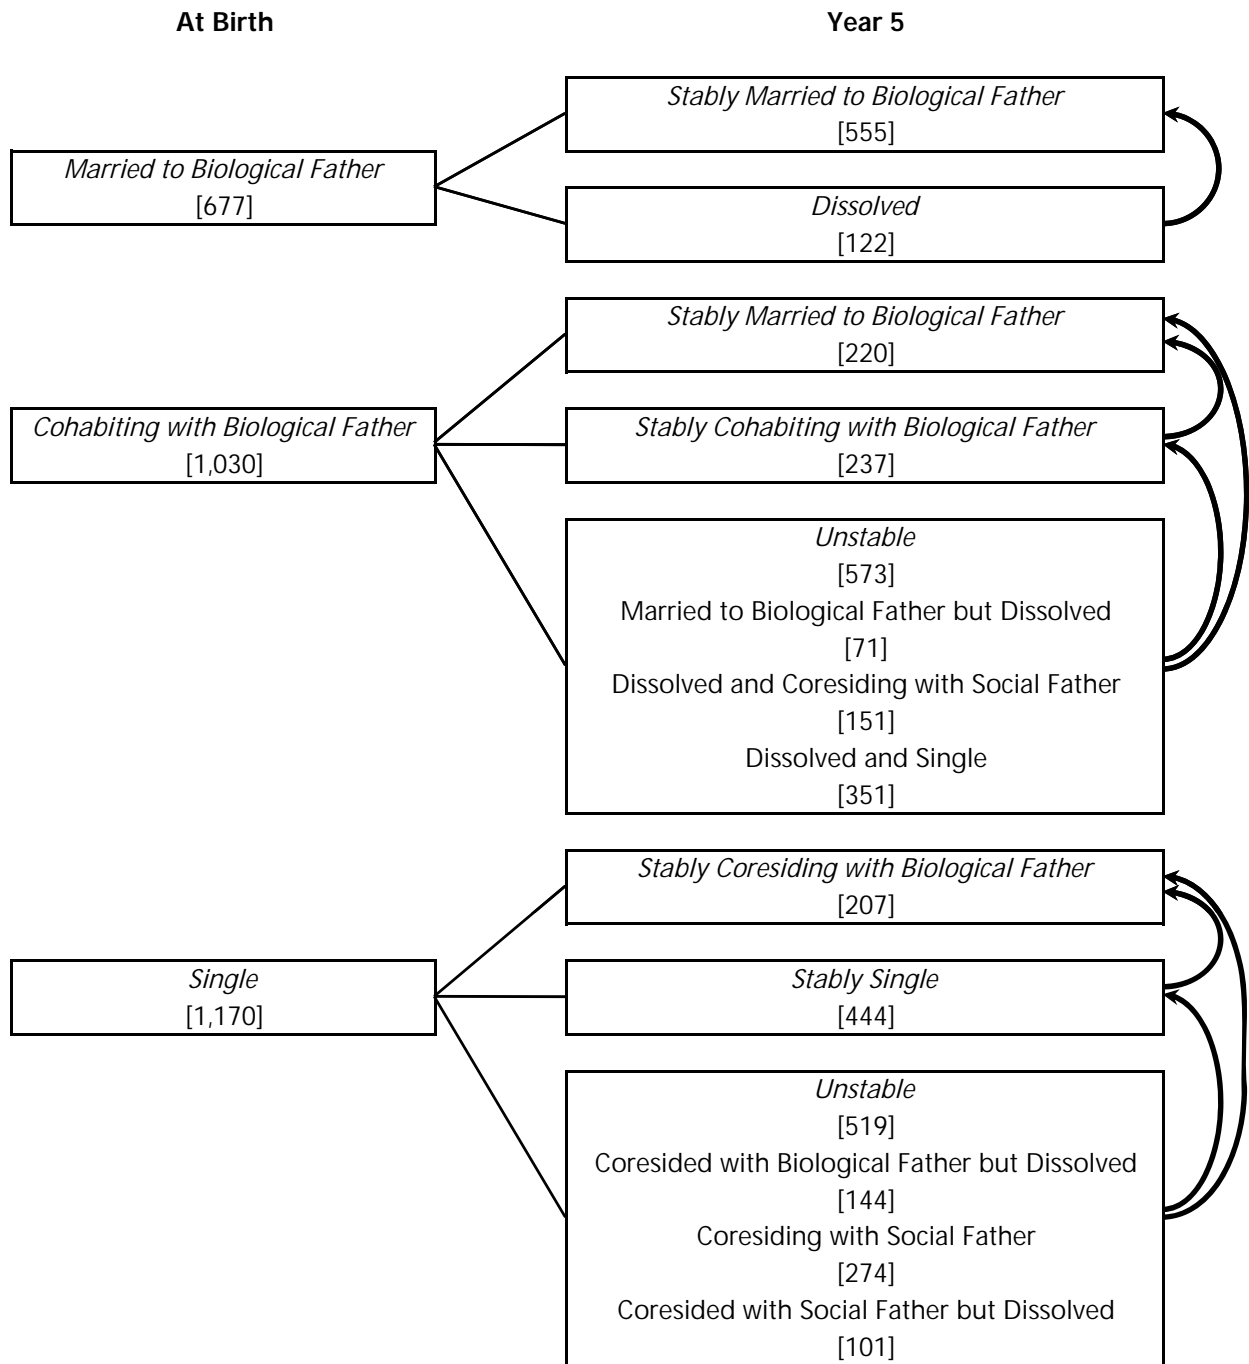 At Birth
Year 5
Married to Biological Father
[677]
Stably Married to Biological Father
[555]
Dissolved
[122]
Cohabiting with Biological Father
[1,030]
Stably Married to Biological Father
[220]
Stably Cohabiting with Biological Father
[237]
Unstable
[573]
Married to Biological Father but Dissolved
[71]
Dissolved and Coresiding with Social Father
[151]
Dissolved and Single
[351]
Single
[1,170]
Stably Coresiding with Biological Father
[207]
Stably Single
[444]
Unstable
[519]
Coresided with Biological Father but Dissolved
[144]
Coresiding with Social Father
[274]
Coresided with Social Father but Dissolved
[101]